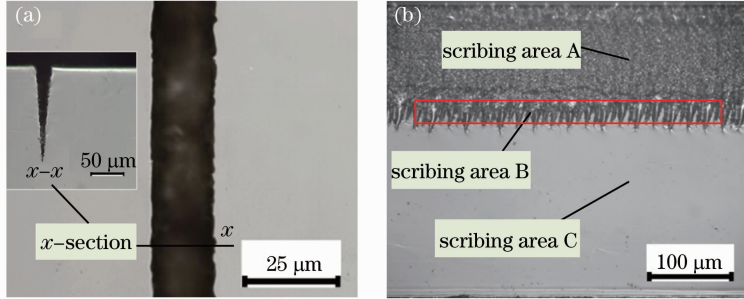 (a)
x-x
50 μm
x-section
x
25 μm
(b)
scribing area A
scribing area B
scribing area C
100 μm